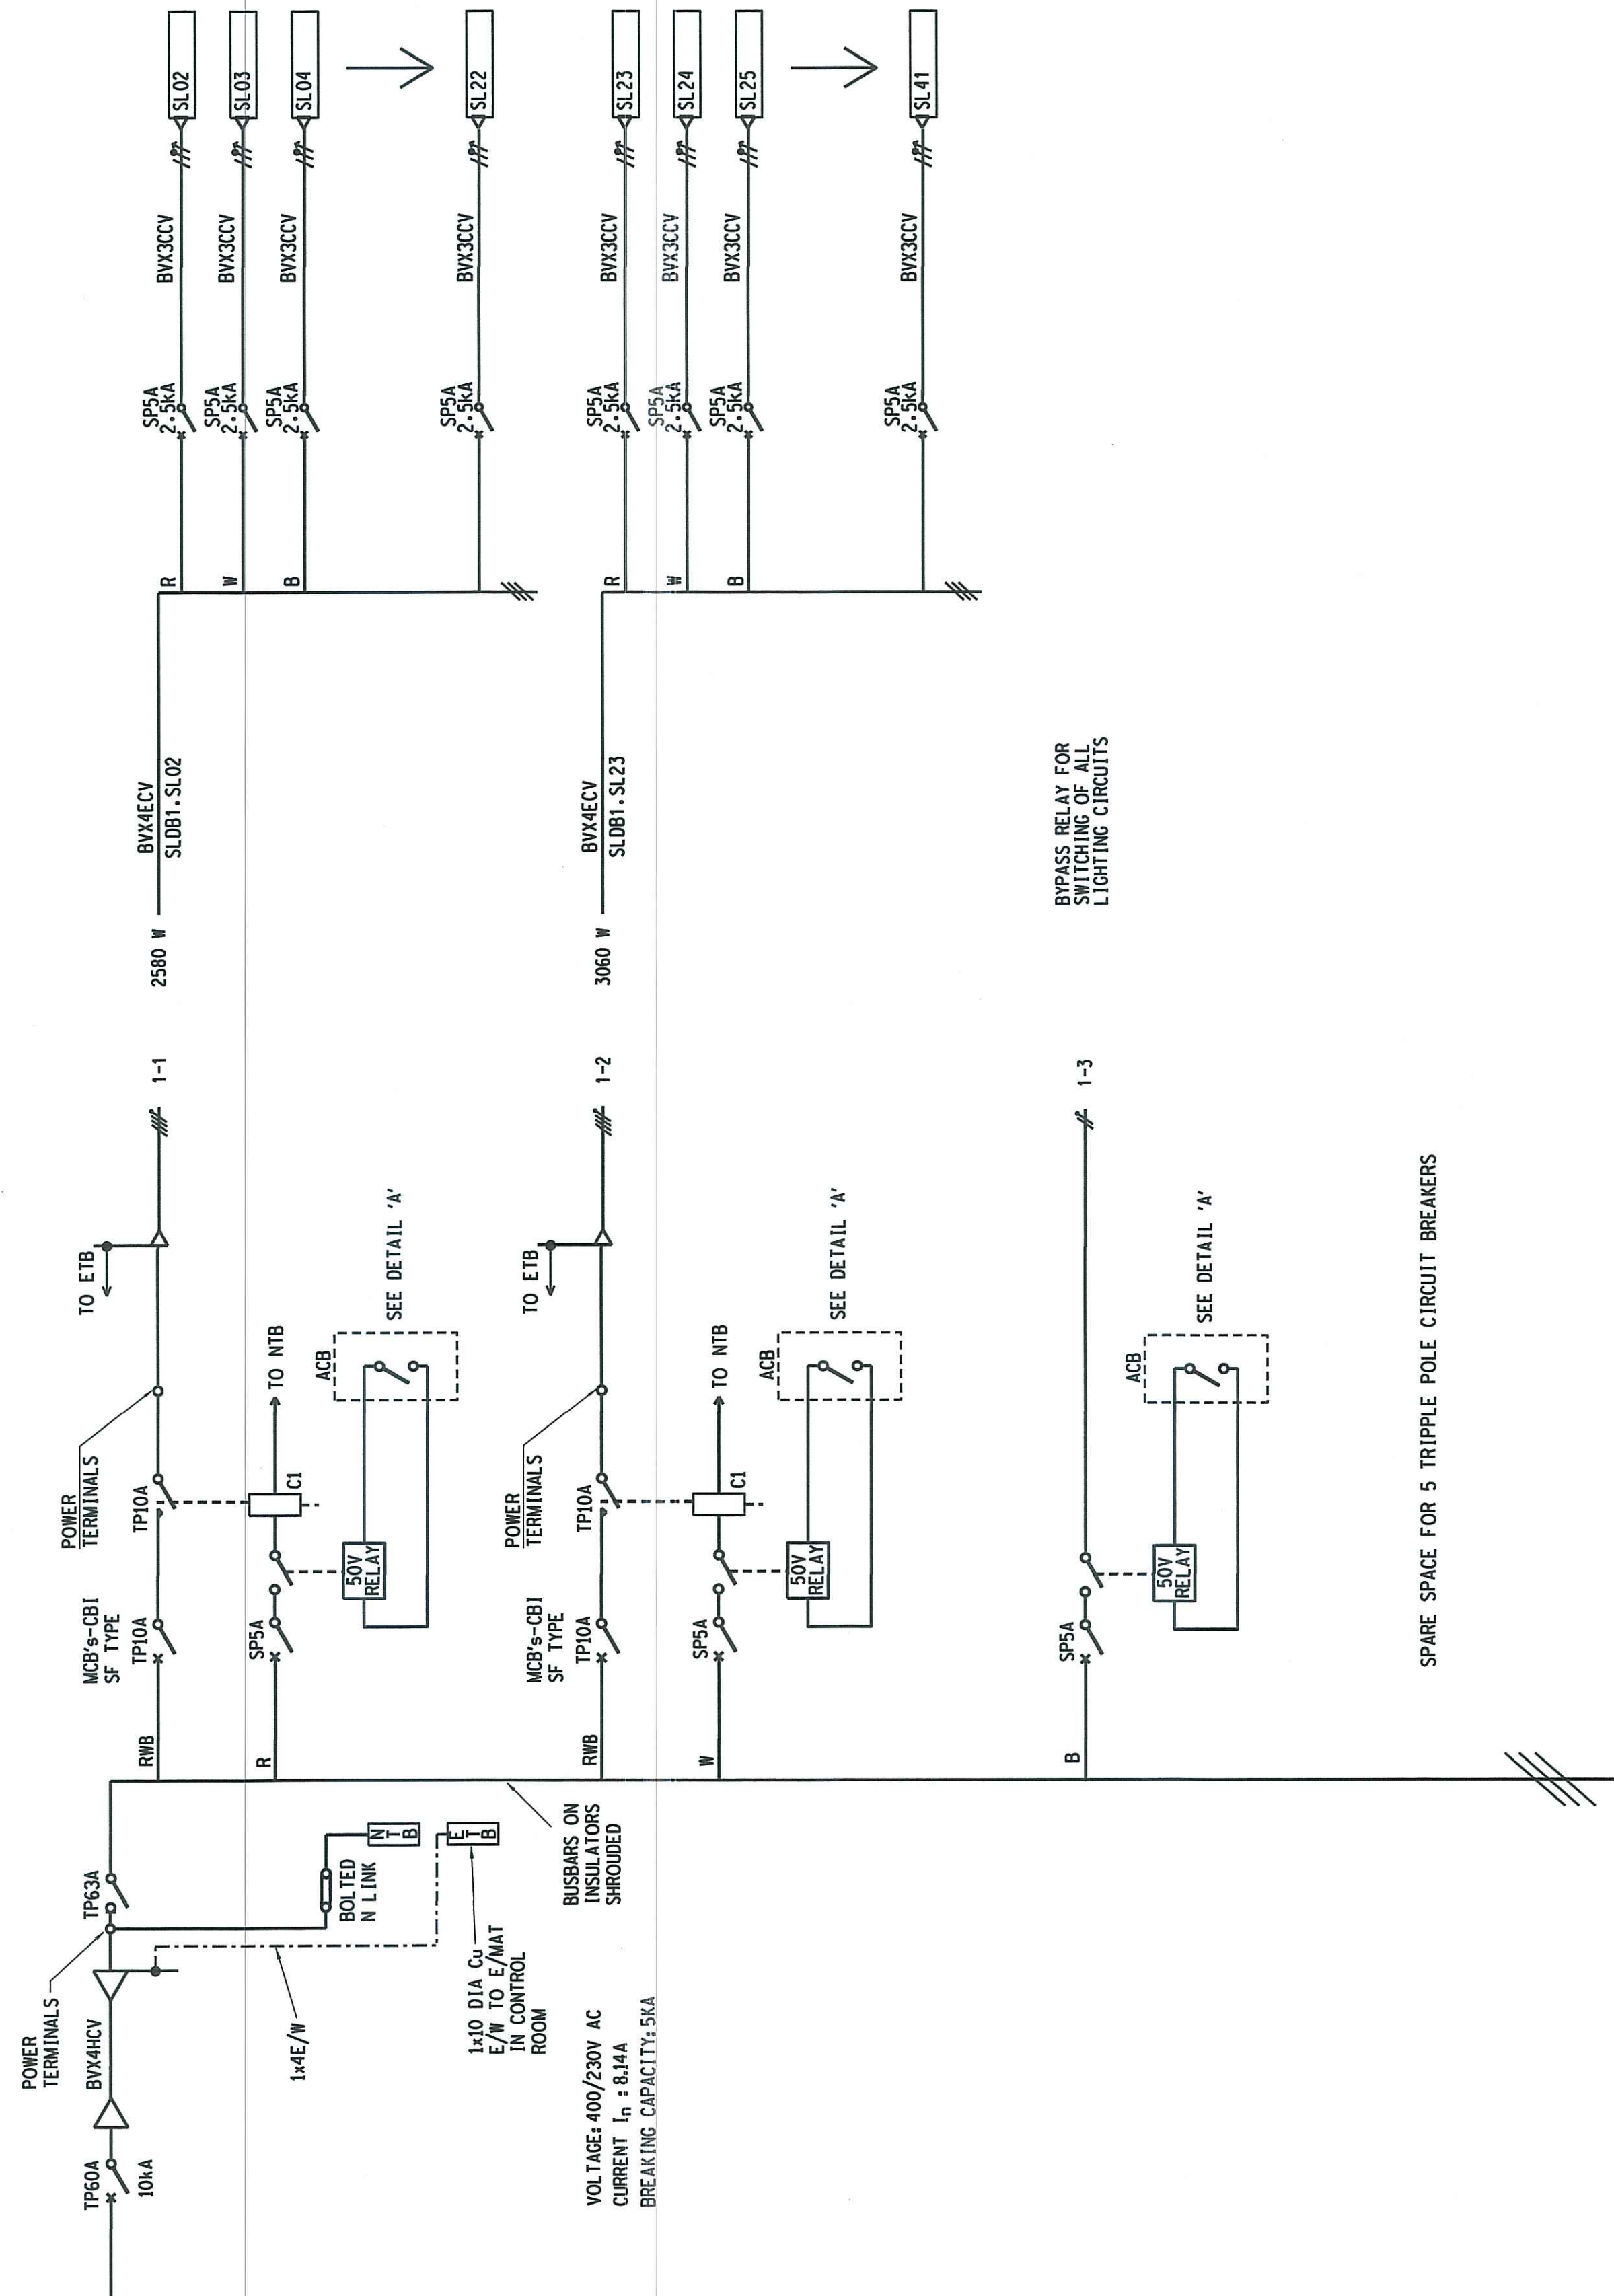 TP60A
10kA
POWER
TERMINALS
BVX4HCV
1x4E/W
TP63A
BOLTED
N LINK
NTB
ETB
1x10 DIA Cu
E/W TO E/MAT
IN CONTROL
ROOM
BUSBARS ON
INSULATORS
SHROUDED
VOLTAGE: 400/230V AC
CURRENT In : 8.14A
BREAKING CAPACITY: 5KA
RWB
MCB's-CBI
SF TYPE
TP10A
TP10A
POWER
TERMINALS
TO ETB
1-1
2580 W
BVX4ECV
SLDB1.SL02
R
SP5A
C1
TO NTB
50V
RELAY
ACB
SEE DETAIL 'A'
R
SP5A
2.5kA
BVX3CCV
SL02
W
SP5A
2.5kA
BVX3CCV
SL03
B
SP5A
2.5kA
BVX3CCV
SL04
SP5A
2.5kA
BVX3CCV
SL22
RWB
MCB's-CBI
SF TYPE
TP10A
TP10A
POWER
TERMINALS
TO ETB
1-2
3060 W
BVX4ECV
SLDB1.SL23
W
SP5A
C1
TO NTB
50V
RELAY
ACB
SEE DETAIL 'A'
R
SP5A
2.5kA
BVX3CCV
SL23
W
SP5A
2.5kA
BVX3CCV
SL24
B
SP5A
2.5kA
BVX3CCV
SL25
SP5A
2.5kA
BVX3CCV
SL41
B
SP5A
50V
RELAY
ACB
SEE DETAIL 'A'
1-3
BYPASS RELAY FOR
SWITCHING OF ALL
LIGHTING CIRCUITS
SPARE SPACE FOR 5 TRIPPLE POLE CIRCUIT BREAKERS